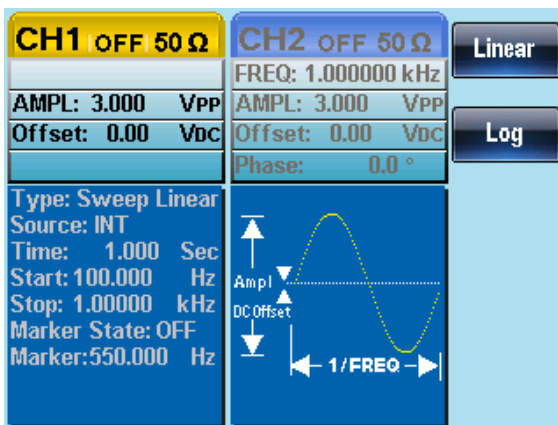 CH1 OFF 50 Ω
AMPL: 3.000 VPP
Offset: 0.00 VDC
Type: Sweep Linear
Source: INT
Time: 1.000 Sec
Start: 100.000 Hz
Stop: 1.00000 kHz
Marker State: OFF
Marker:550.000 Hz
CH2 OFF 50 Ω
FREQ: 1.000000 kHz
AMPL: 3.000 VPP
Offset: 0.00 VDC
Phase: 0.0 °
Ampl
DC Offset
1/FREQ
Linear
Log